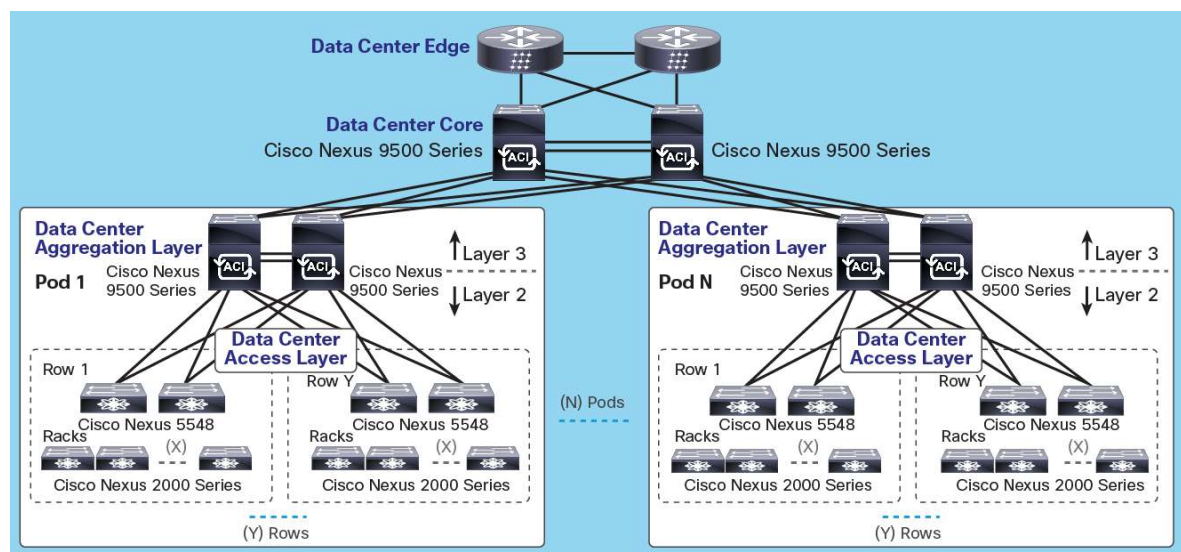 Data Center Edge
Data Center Core
Cisco Nexus 9500 Series
ACI
ACI
Cisco Nexus 9500 Series
Data Center
Aggregation Layer
Pod 1
Cisco Nexus
9500 Series
ACI
ACI
Cisco Nexus
9500 Series
Layer 3
Layer 2
Data Center
Access Layer
Row 1
Cisco Nexus 5548
Racks
(X)
Cisco Nexus 2000 Series
Row Y
Cisco Nexus 5548
Racks
(X)
Cisco Nexus 2000 Series
(Y) Rows
(N) Pods
Data Center
Aggregation Layer
Pod N
Cisco Nexus
9500 Series
ACI
ACI
Cisco Nexus
9500 Series
Layer 3
Layer 2
Data Center
Access Layer
Row 1
Cisco Nexus 5548
Racks
(X)
Cisco Nexus 2000 Series
Row Y
Cisco Nexus 5548
Racks
(X)
Cisco Nexus 2000 Series
(Y) Rows